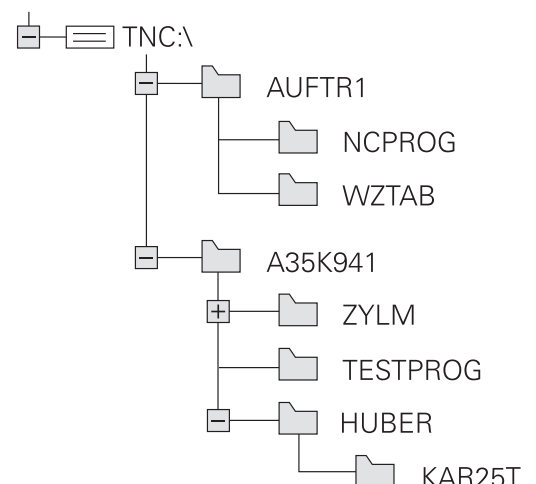 TNC:\
AUFTR1
NCPROG
WZTAB
A35K941
ZYLM
TESTPROG
HUBER
KAR25T